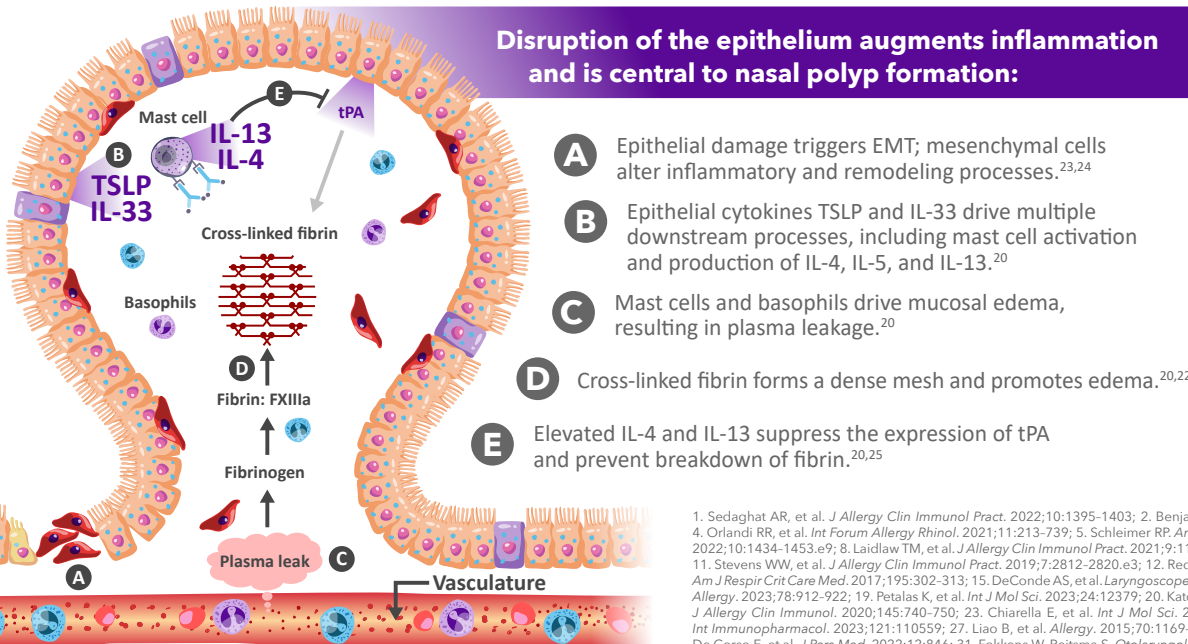 Disruption of the epithelium augments inflammation
and is central to nasal polyp formation:
E
tPA
Mast cell
IL-13
IL-4
B
TSLP
IL-33
Cross-linked fibrin
Basophils
D
Fibrin: FXIIIa
Fibrinogen
Plasma leak
C
A
Vasculature
A
Epithelial damage triggers EMT; mesenchymal cells
alter inflammatory and remodeling processes.23,24
B
Epithelial cytokines TSLP and IL-33 drive multiple
downstream processes, including mast cell activation
and production of IL-4, IL-5, and IL-13.20
C
Mast cells and basophils drive mucosal edema,
resulting in plasma leakage.20
D
Cross-linked fibrin forms a dense mesh and promotes edema.20,22
E
Elevated IL-4 and IL-13 suppress the expression of tPA
and prevent breakdown of fibrin.20,25
1. Sedaghat AR, et al. J Allergy Clin Immunol Pract. 2022;10:1395–1403; 2. Benja
4. Orlandi RR, et al. Int Forum Allergy Rhinol. 2021;11:213–739; 5. Schleimer RP. An
2022;10:1434–1453.e9; 8. Laidlaw TM, et al. J Allergy Clin Immunol Pract. 2021;9:11
11. Stevens WW, et al. J Allergy Clin Immunol Pract. 2019;7:2812–2820.e3; 12. Rec
Am J Respir Crit Care Med. 2017;195:302–313; 15. DeConde AS, et al. Laryngoscope
Allergy. 2023;78:912–922; 19. Petalas K, et al. Int J Mol Sci. 2023;24:12379; 20. Kato
J Allergy Clin Immunol. 2020;145:740–750; 23. Chiarella E, et al. Int J Mol Sci. 2
Int Immunopharmacol. 2023;121:110559; 27. Liao B, et al. Allergy. 2015;70:1169–